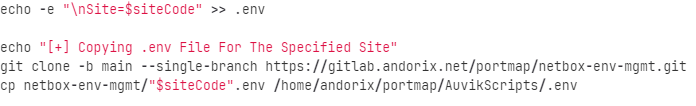 echo -e "\nSite=$siteCode" >> .env
echo "[+] Copying .env File For The Specified Site"
git clone -b main --single-branch https://gitlab.andorix.net/portmap/netbox-env-mgmt.git
cp netbox-env-mgmt/"$siteCode".env /home/andorix/portmap/AuvikScripts/.env